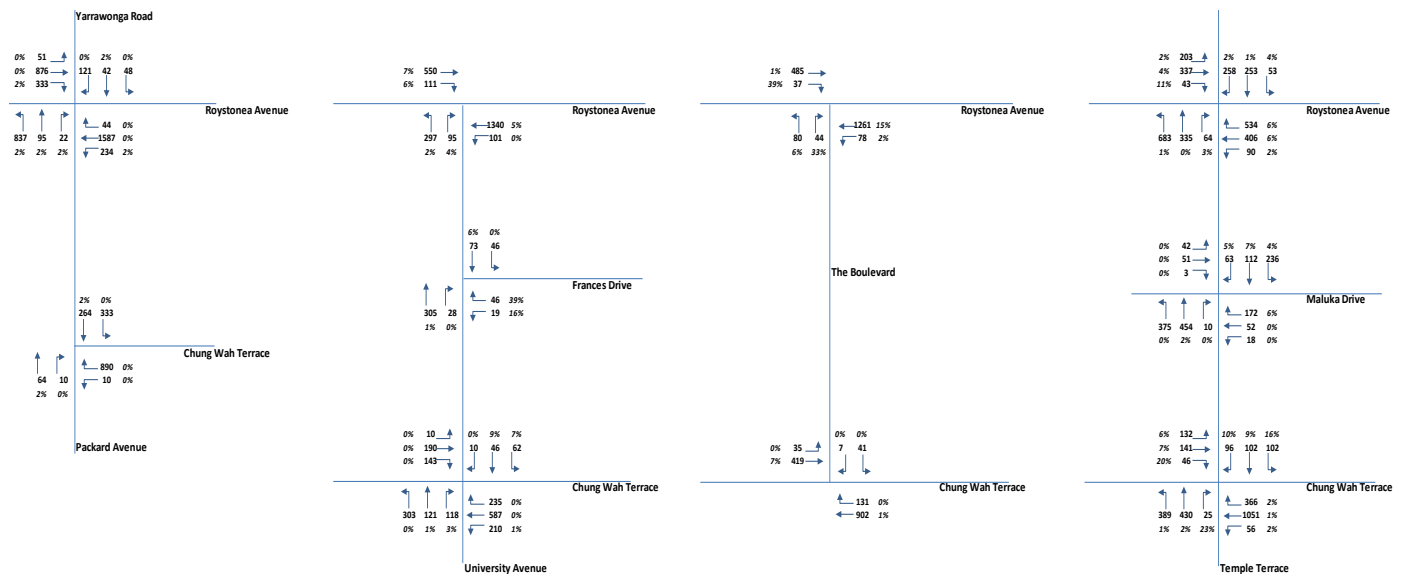 Yarrawonga Road
0% 51 0% 2% 0%
0% 876 121 42 48
2% 333
Roystonea Avenue
44 0%
837 95 22 1587 0%
2% 2% 2% 234 2%
2% 0%
264 333
Chung Wah Terrace
890 0%
64 10 10 0%
2% 0%
Packard Avenue
7% 550
6% 111
Roystonea Avenue
1340 5%
297 95 101 0%
2% 4%
6% 0%
73 46
Frances Drive
46 39%
305 28 19 16%
1% 0%
0% 10 0% 9% 7%
0% 190 10 46 62
0% 143
Chung Wah Terrace
235 0%
303 121 118 587 0%
0% 1% 3% 210 1%
University Avenue
1% 485
39% 37
Roystonea Avenue
1261 15%
80 44 78 2%
6% 33%
The Boulevard
0% 0%
0% 35 7 41
7% 419
Chung Wah Terrace
131 0%
902 1%
2% 203 2% 1% 4%
4% 337 258 253 53
11% 43
Roystonea Avenue
534 6%
683 335 64 406 6%
1% 0% 3% 90 2%
0% 42 5% 7% 4%
0% 51 63 112 236
0% 3
Maluka Drive
172 6%
375 454 10 52 0%
0% 2% 0% 18 0%
6% 132 10% 9% 16%
7% 141 96 102 102
20% 46
Chung Wah Terrace
366 2%
389 430 25 1051 1%
1% 2% 23% 56 2%
Temple Terrace